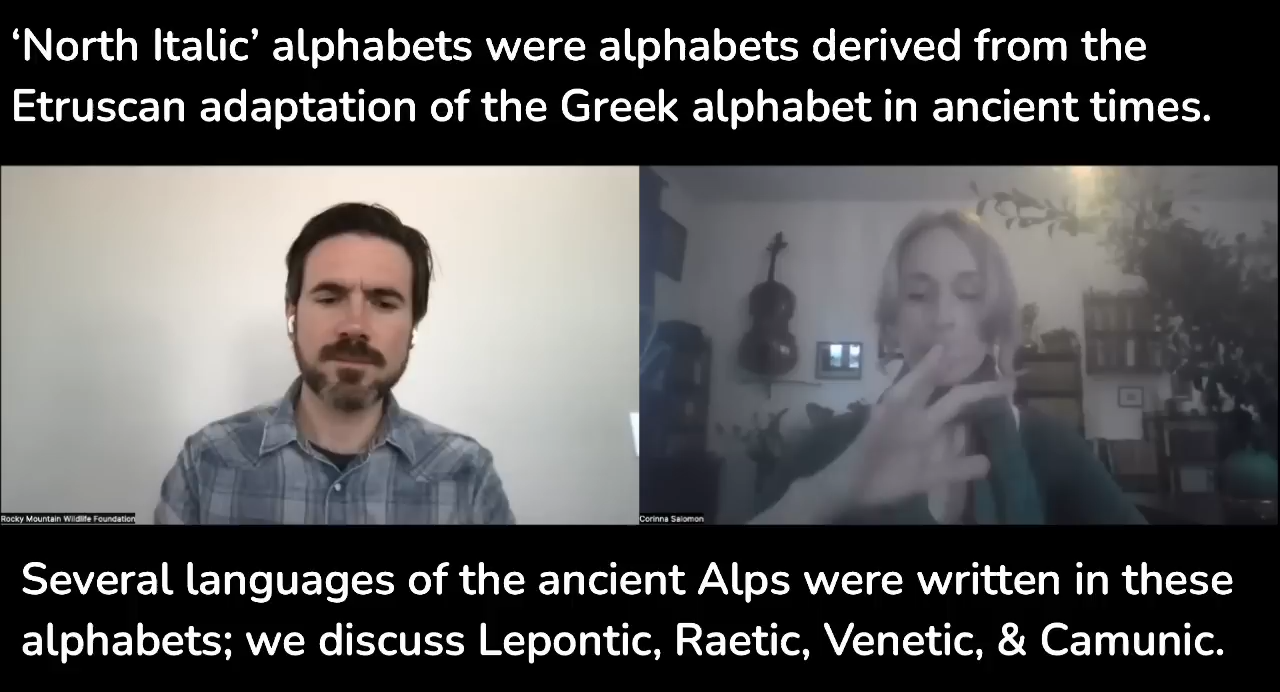 ‘North Italic’ alphabets were alphabets derived from the
Etruscan adaptation of the Greek alphabet in ancient times.
Rocky Mountain Wildlife Foundation
Corinna Salomon
Several languages of the ancient Alps were written in these
alphabets; we discuss Lepontic, Raetic, Venetic, & Camunic.